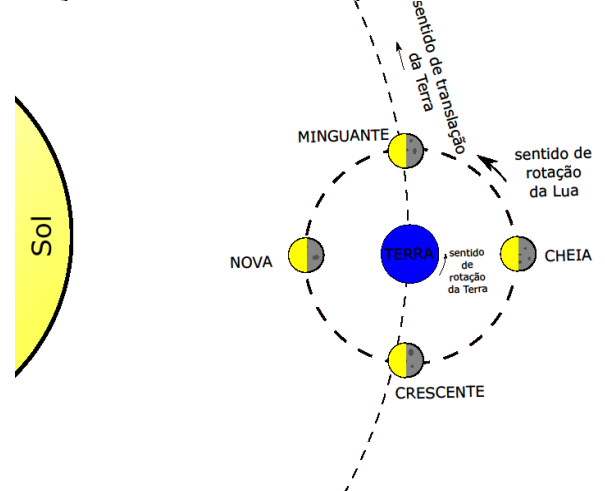 sentido de translação
da Terra
MINGUANTE
sentido de
rotação
da Lua
Sol
NOVA
TERRA
sentido
de
rotação
da Terra
CHEIA
CRESCENTE